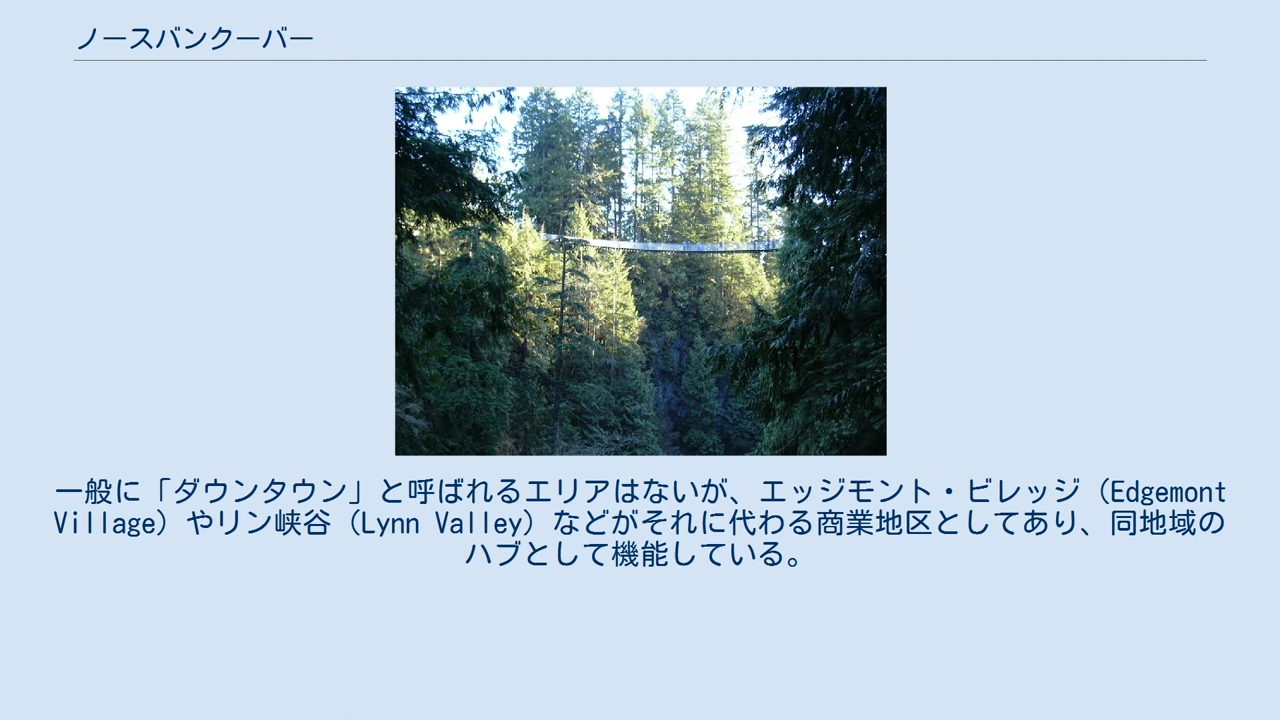 ノースバンクーバー
一般に「ダウンタウン」と呼ばれるエリアはないが、エッジモント・ビレッジ（Edgemont
Village）やリン峡谷（Lynn Valley）などがそれに代わる商業地区としてあり、同地域の
ハブとして機能している。